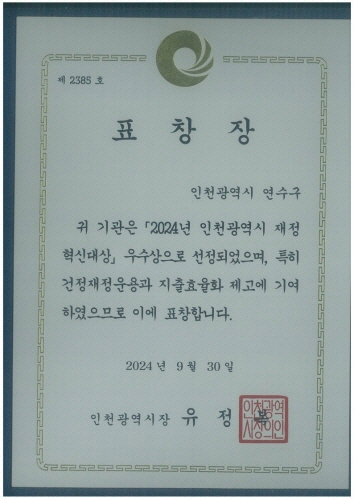 제 2385 호
표 창 장
인천광역시 연수구
귀 기관은 「2024년 인천광역시 재정
혁신대상」 우수상으로 선정되었으며, 특히
건정재정운용과 지출효율화 제고에 기여
하였으므로 이에 표창합니다.
2024 년 9 월 30 일
인천광역시장 유 정 복
인천광역
시장의인